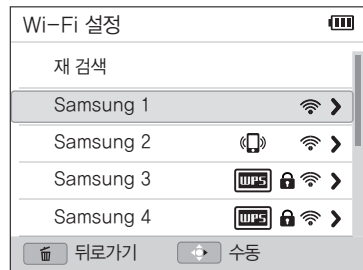 Wi-Fi 설정
재 검색
Samsung 1
Samsung 2
Samsung 3 WPS
Samsung 4 WPS
뒤로가기 수동